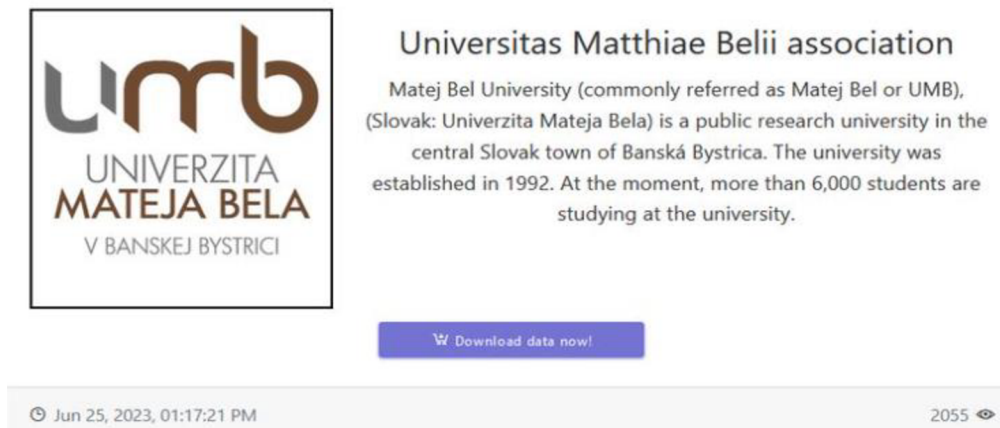 umb
UNIVERZITA
MATEJA BELA
V BANSKEJ BYSTRICI
Universitas Matthiae Belii association
Matej Bel University (commonly referred as Matej Bel or UMB),
(Slovak: Univerzita Mateja Bela) is a public research university in the
central Slovak town of Banská Bystrica. The university was
established in 1992. At the moment, more than 6,000 students are
studying at the university.
Download data now!
Jun 25, 2023, 01:17:21 PM
2055